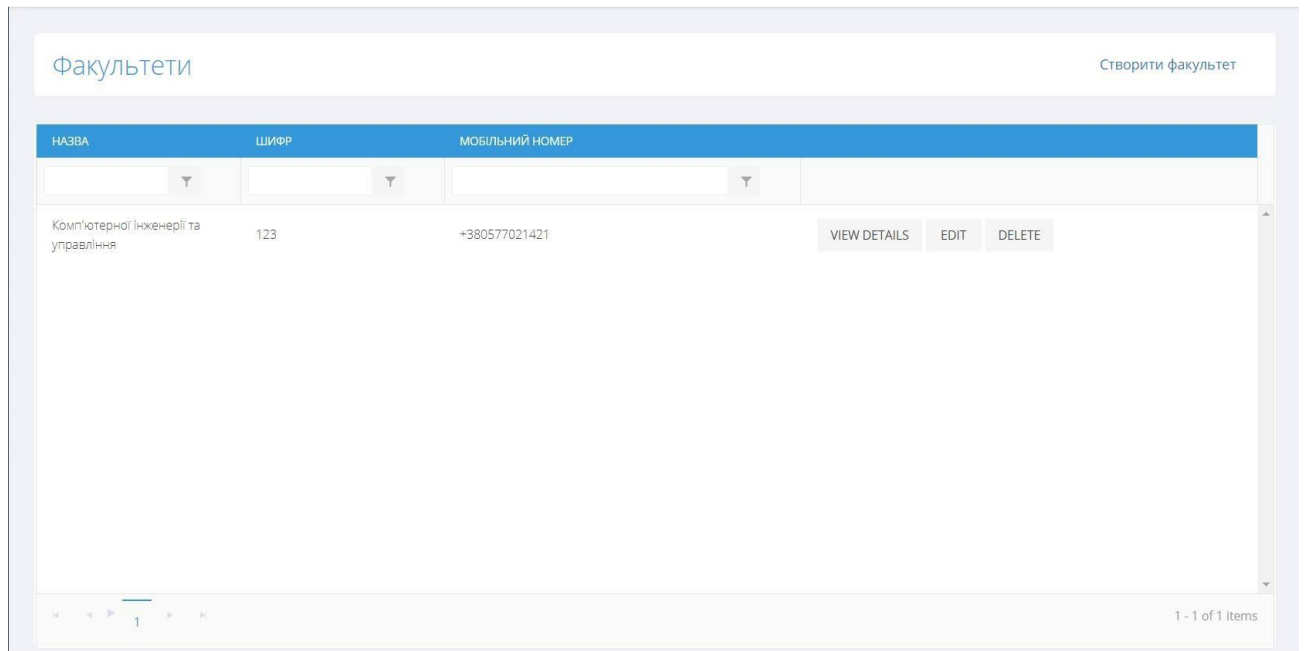 Факультети
Створити факультет
НАЗВА ШИФР МОБІЛЬНИЙ НОМЕР
Комп'ютерної інженерії та
управління
123 +380577021421 VIEW DETAILS EDIT DELETE
1
1 - 1 of 1 items